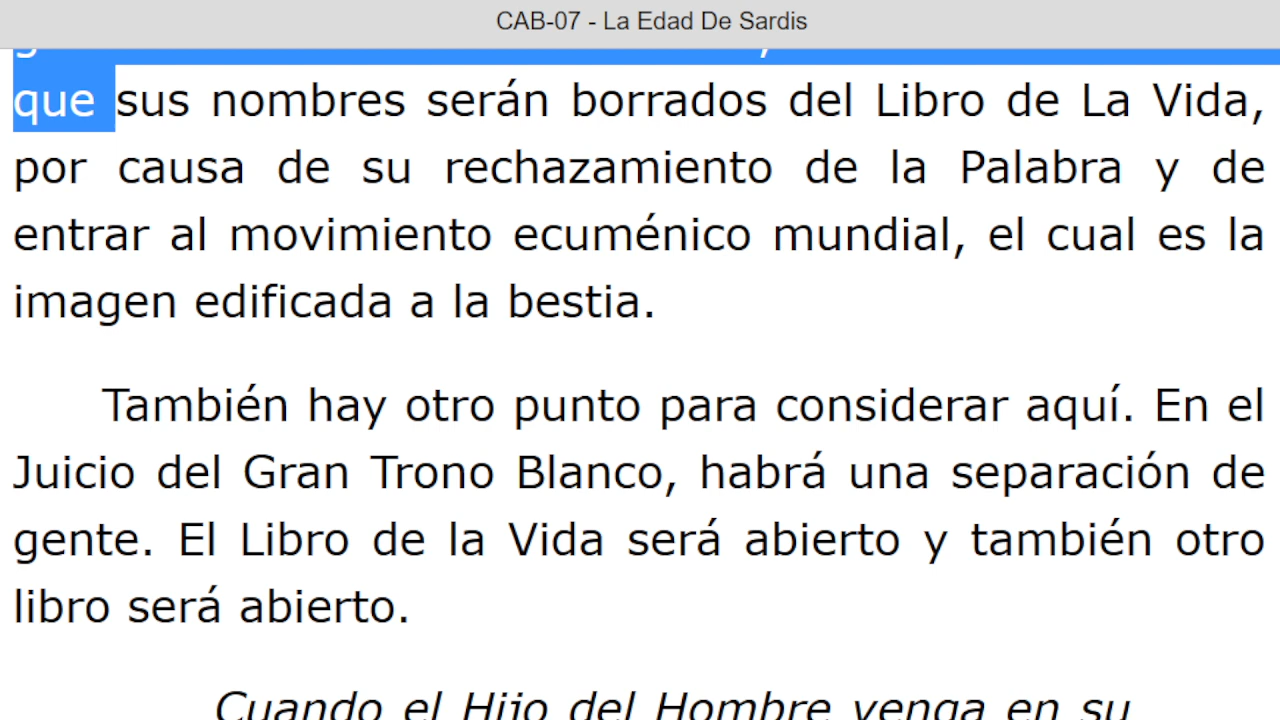 CAB-07 - La Edad De Sardis
que sus nombres serán borrados del Libro de La Vida,
por causa de su rechazamiento de la Palabra y de
entrar al movimiento ecuménico mundial, el cual es la
imagen edificada a la bestia.
También hay otro punto para considerar aquí. En el
Juicio del Gran Trono Blanco, habrá una separación de
gente. El Libro de la Vida será abierto y también otro
libro será abierto.
Cuando el Hijo del Hombre venga en su